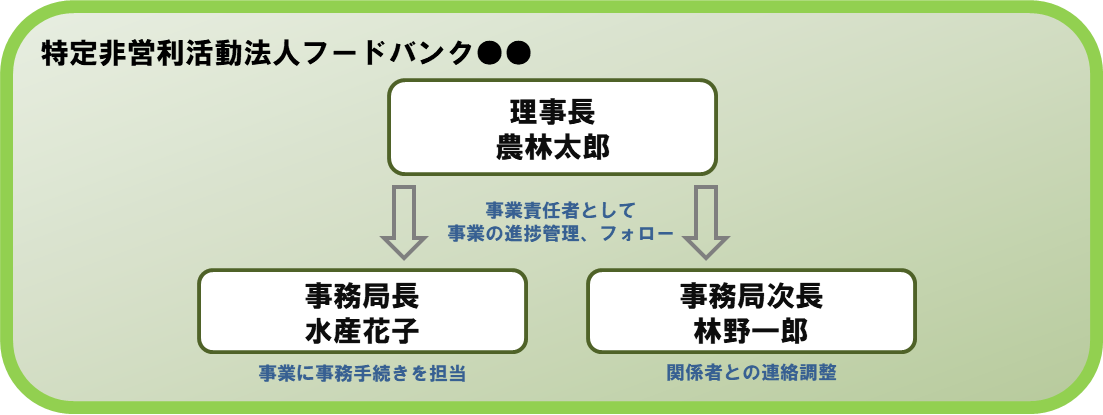 特定非営利活動法人フードバンク●●
理事長
農林太郎
事業責任者として
事業の進捗管理、フォロー
事務局長
水産花子
事務局次長
林野一郎
事業に事務手続きを担当
関係者との連絡調整